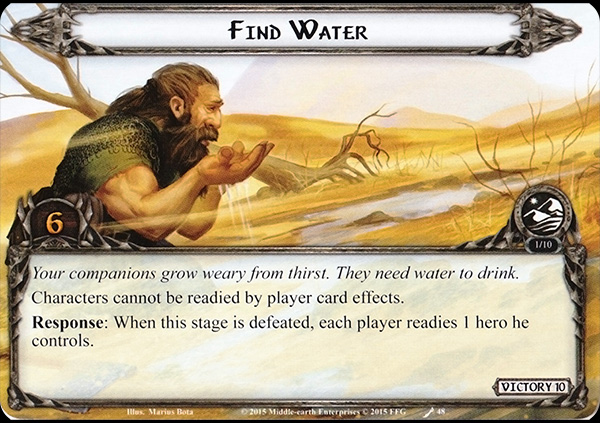 FIND WATER
6
1/10
Your companions grow weary from thirst. They need water to drink.
Characters cannot be readied by player card effects.
Response: When this stage is defeated, each player readies 1 hero he
controls.
VICTORY 10
Illus. Marius Bota © 2015 Middle-earth Enterprises © 2015 FFG 48